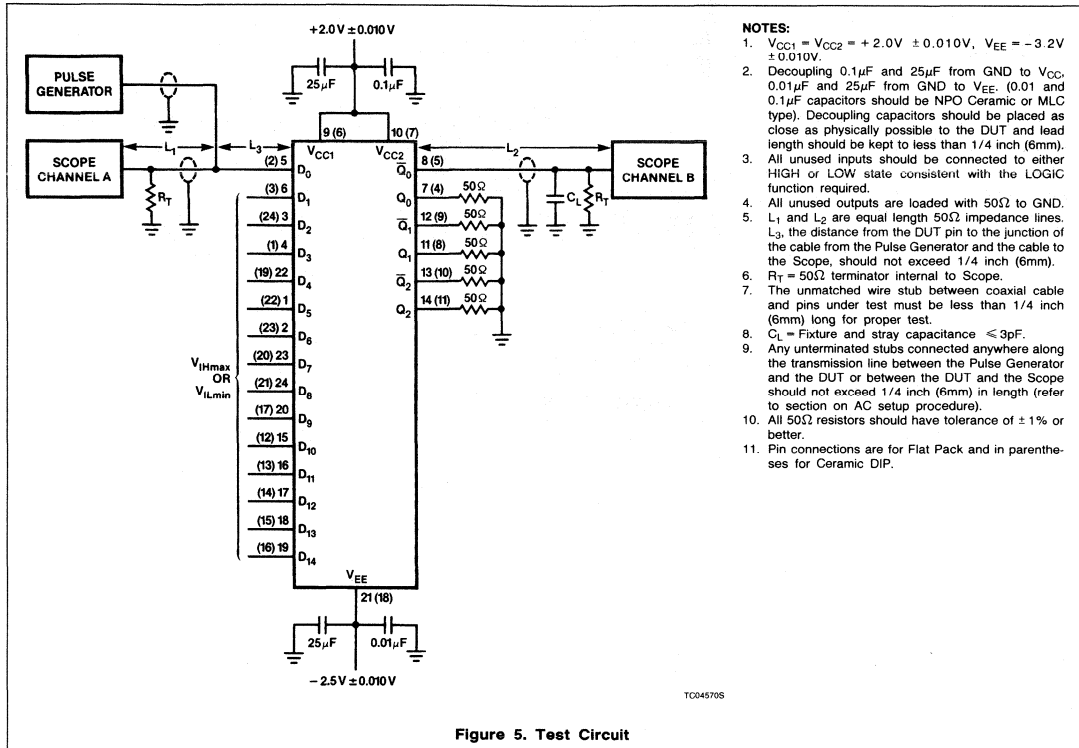 +2.0V ±0.010V
25μF
0.1μF
PULSE
GENERATOR
9 (6)
10 (7)
VCC1
VCC2
L1
L3
L2
SCOPE
CHANNEL A
RT
SCOPE
CHANNEL B
CL
RT
(2) 5
D0
(3) 6
D1
(24) 3
D2
(1) 4
D3
(19) 22
D4
(22) 1
D5
(23) 2
D6
(20) 23
D7
(21) 24
D8
(17) 20
D9
(12) 15
D10
(13) 16
D11
(14) 17
D12
(15) 18
D13
(16) 19
D14
VIHmax
OR
VILmin
Q̅0
8 (5)
Q0
7 (4)
50Ω
Q̅1
12 (9)
50Ω
Q1
11 (8)
50Ω
Q̅2
13 (10)
50Ω
Q2
14 (11)
50Ω
VEE
21 (18)
25μF
0.01μF
−2.5V ±0.010V
TC04570S
NOTES:
1. VCC1 = VCC2 = +2.0V ±0.010V, VEE = −3.2V
±0.010V.
2. Decoupling 0.1μF and 25μF from GND to VCC,
0.01μF and 25μF from GND to VEE. (0.01 and
0.1μF capacitors should be NPO Ceramic or MLC
type). Decoupling capacitors should be placed as
close as physically possible to the DUT and lead
length should be kept to less than 1/4 inch (6mm).
3. All unused inputs should be connected to either
HIGH or LOW state consistent with the LOGIC
function required.
4. All unused outputs are loaded with 50Ω to GND.
5. L1 and L2 are equal length 50Ω impedance lines.
L3, the distance from the DUT pin to the junction of
the cable from the Pulse Generator and the cable to
the Scope, should not exceed 1/4 inch (6mm).
6. RT = 50Ω terminator internal to Scope.
7. The unmatched wire stub between coaxial cable
and pins under test must be less than 1/4 inch
(6mm) long for proper test.
8. CL = Fixture and stray capacitance ≤ 3pF.
9. Any unterminated stubs connected anywhere along
the transmission line between the Pulse Generator
and the DUT or between the DUT and the Scope
should not exceed 1/4 inch (6mm) in length (refer
to section on AC setup procedure).
10. All 50Ω resistors should have tolerance of ±1% or
better.
11. Pin connections are for Flat Pack and in parenthe-
ses for Ceramic DIP.
Figure 5. Test Circuit